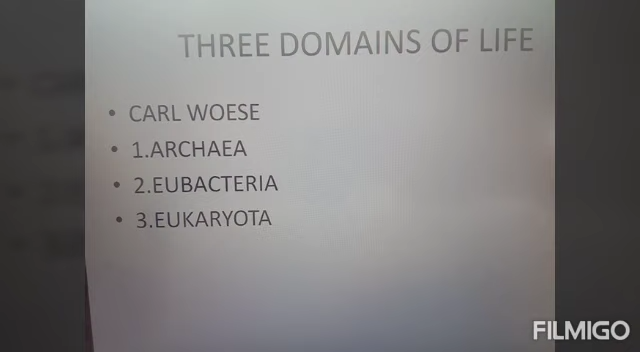 THREE DOMAINS OF LIFE
• CARL WOESE
• 1.ARCHAEA
• 2.EUBACTERIA
• 3.EUKARYOTA
FILMIGO